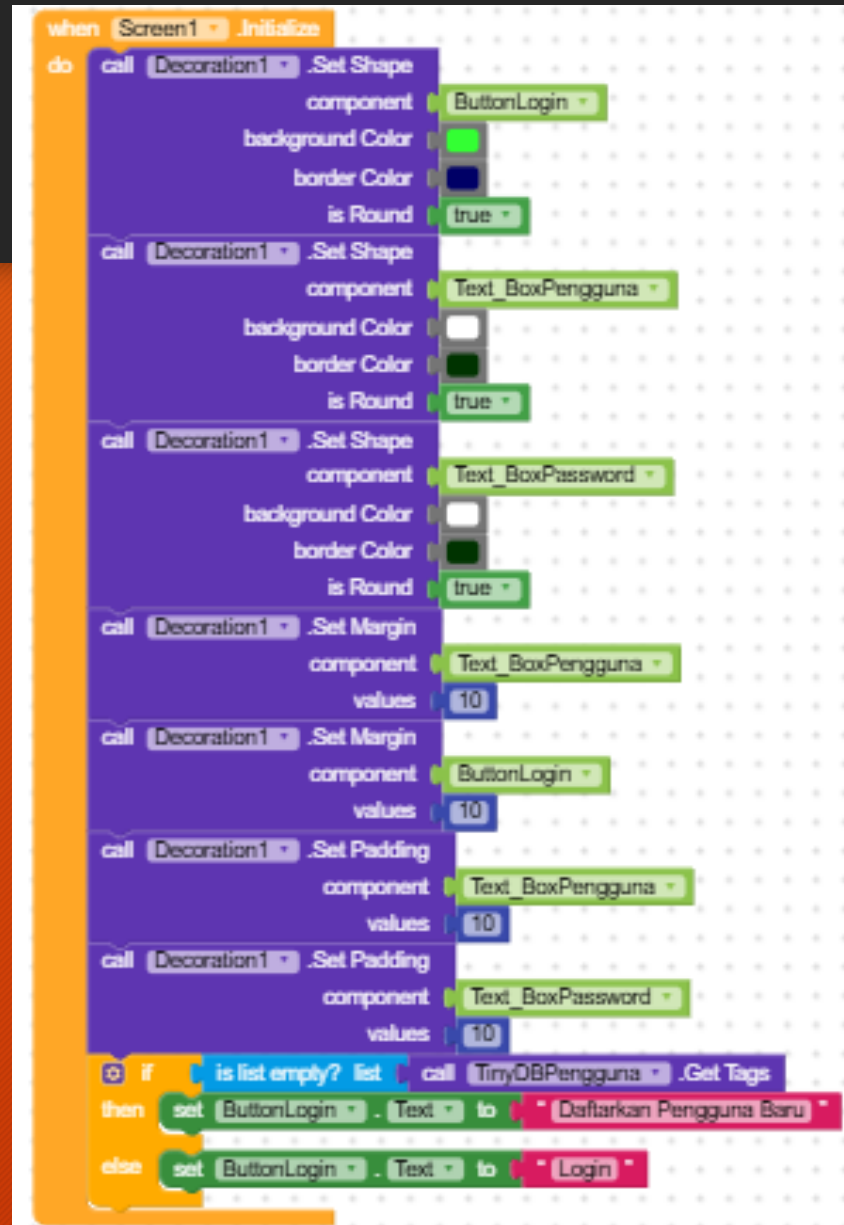 when Screen1 .Initialize
do call Decoration1 .Set Shape
component ButtonLogin
background Color
border Color
is Round true
call Decoration1 .Set Shape
component Text_BoxPengguna
background Color
border Color
is Round true
call Decoration1 .Set Shape
component Text_BoxPassword
background Color
border Color
is Round true
call Decoration1 .Set Margin
component Text_BoxPengguna
values 10
call Decoration1 .Set Margin
component ButtonLogin
values 10
call Decoration1 .Set Padding
component Text_BoxPengguna
values 10
call Decoration1 .Set Padding
component Text_BoxPassword
values 10
if is list empty? list call TinyDBPengguna .Get Tags
then set ButtonLogin . Text to " Daftarkan Pengguna Baru "
else set ButtonLogin . Text to " Login "